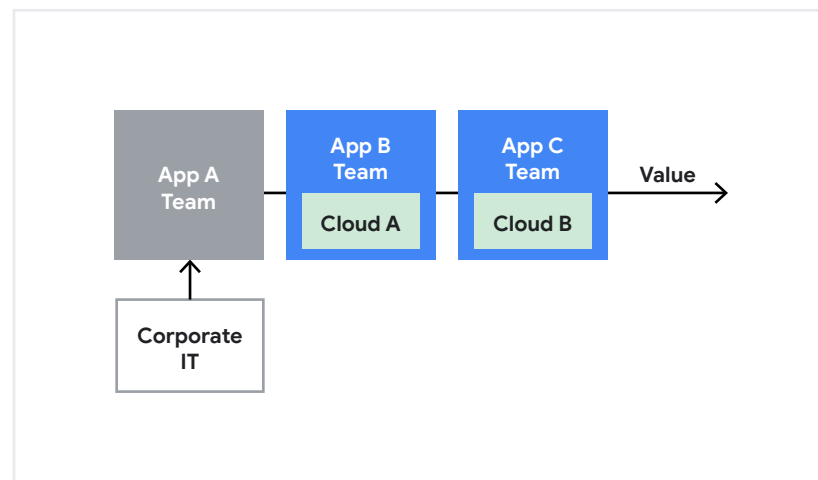 App A
Team
App B
Team
Cloud A
App C
Team
Cloud B
Value
Corporate
IT